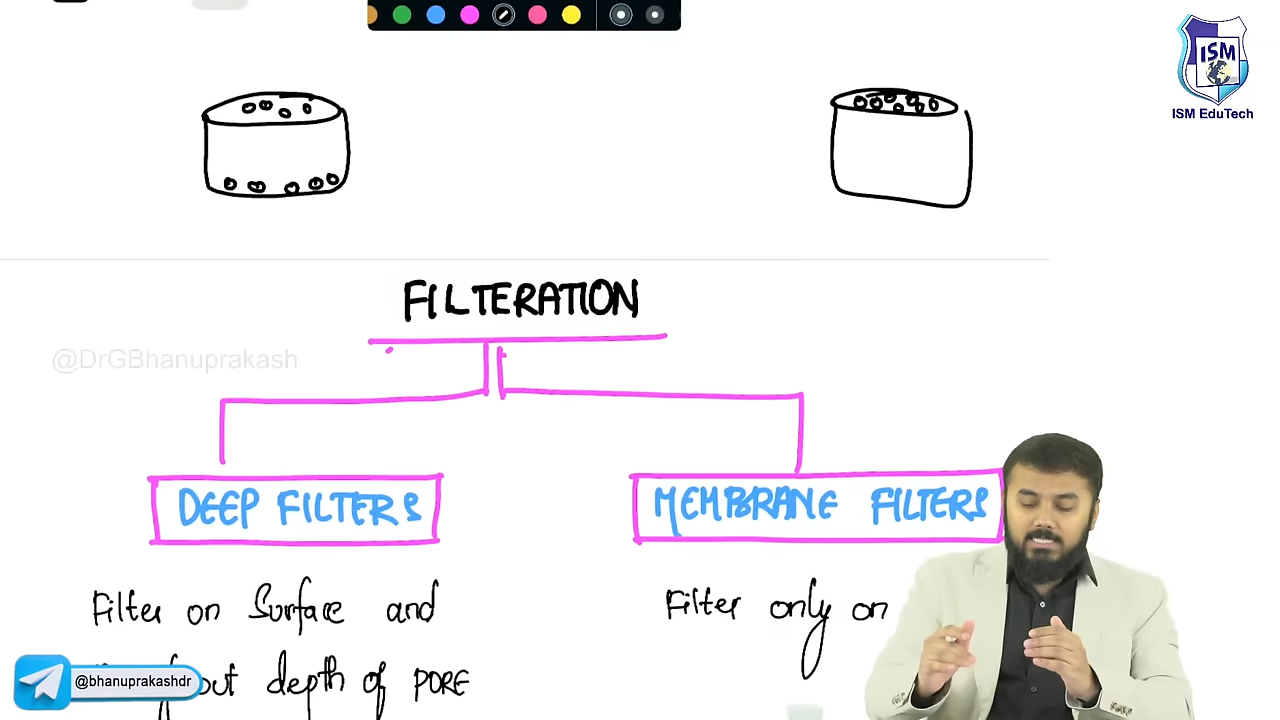 ISM
ISM EduTech
FILTERATION
@DrGBhanuprakash
DEEP FILTERS
MEMBRANE FILTERS
Filter on Surface and
Filter only on
depth of PORE
@bhanuprakashdr